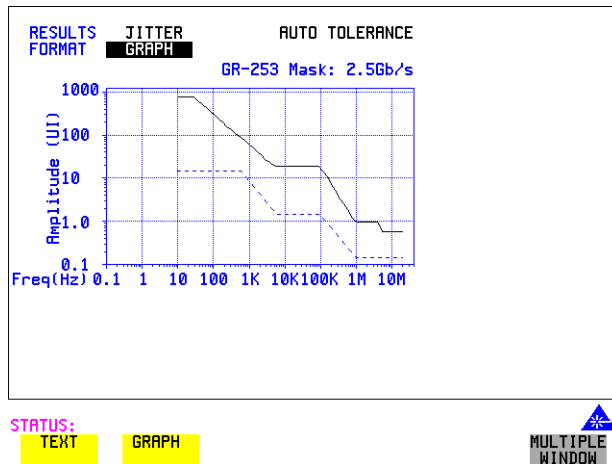 RESULTS JITTER AUTO TOLERANCE
FORMAT GRAPH
GR-253 Mask: 2.5Gb/s
1000
100
10
1.0
0.1
Amplitude (UI)
Freq(Hz) 0.1 1 10 100 1K 10K 100K 1M 10M
STATUS:
TEXT GRAPH MULTIPLE WINDOW